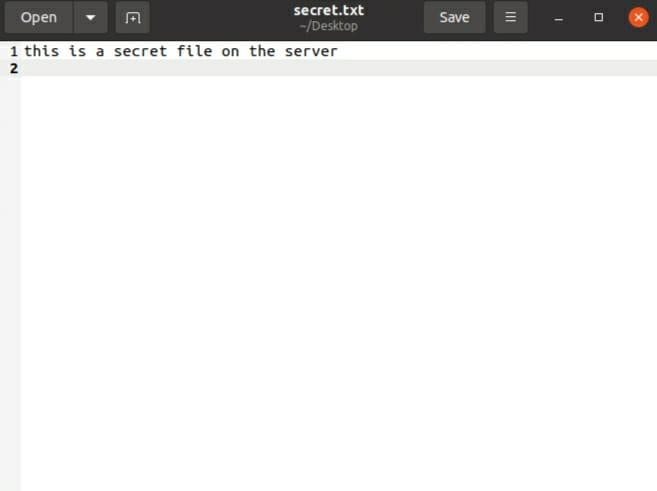 Open
secret.txt
~/Desktop
Save
1 this is a secret file on the server
2